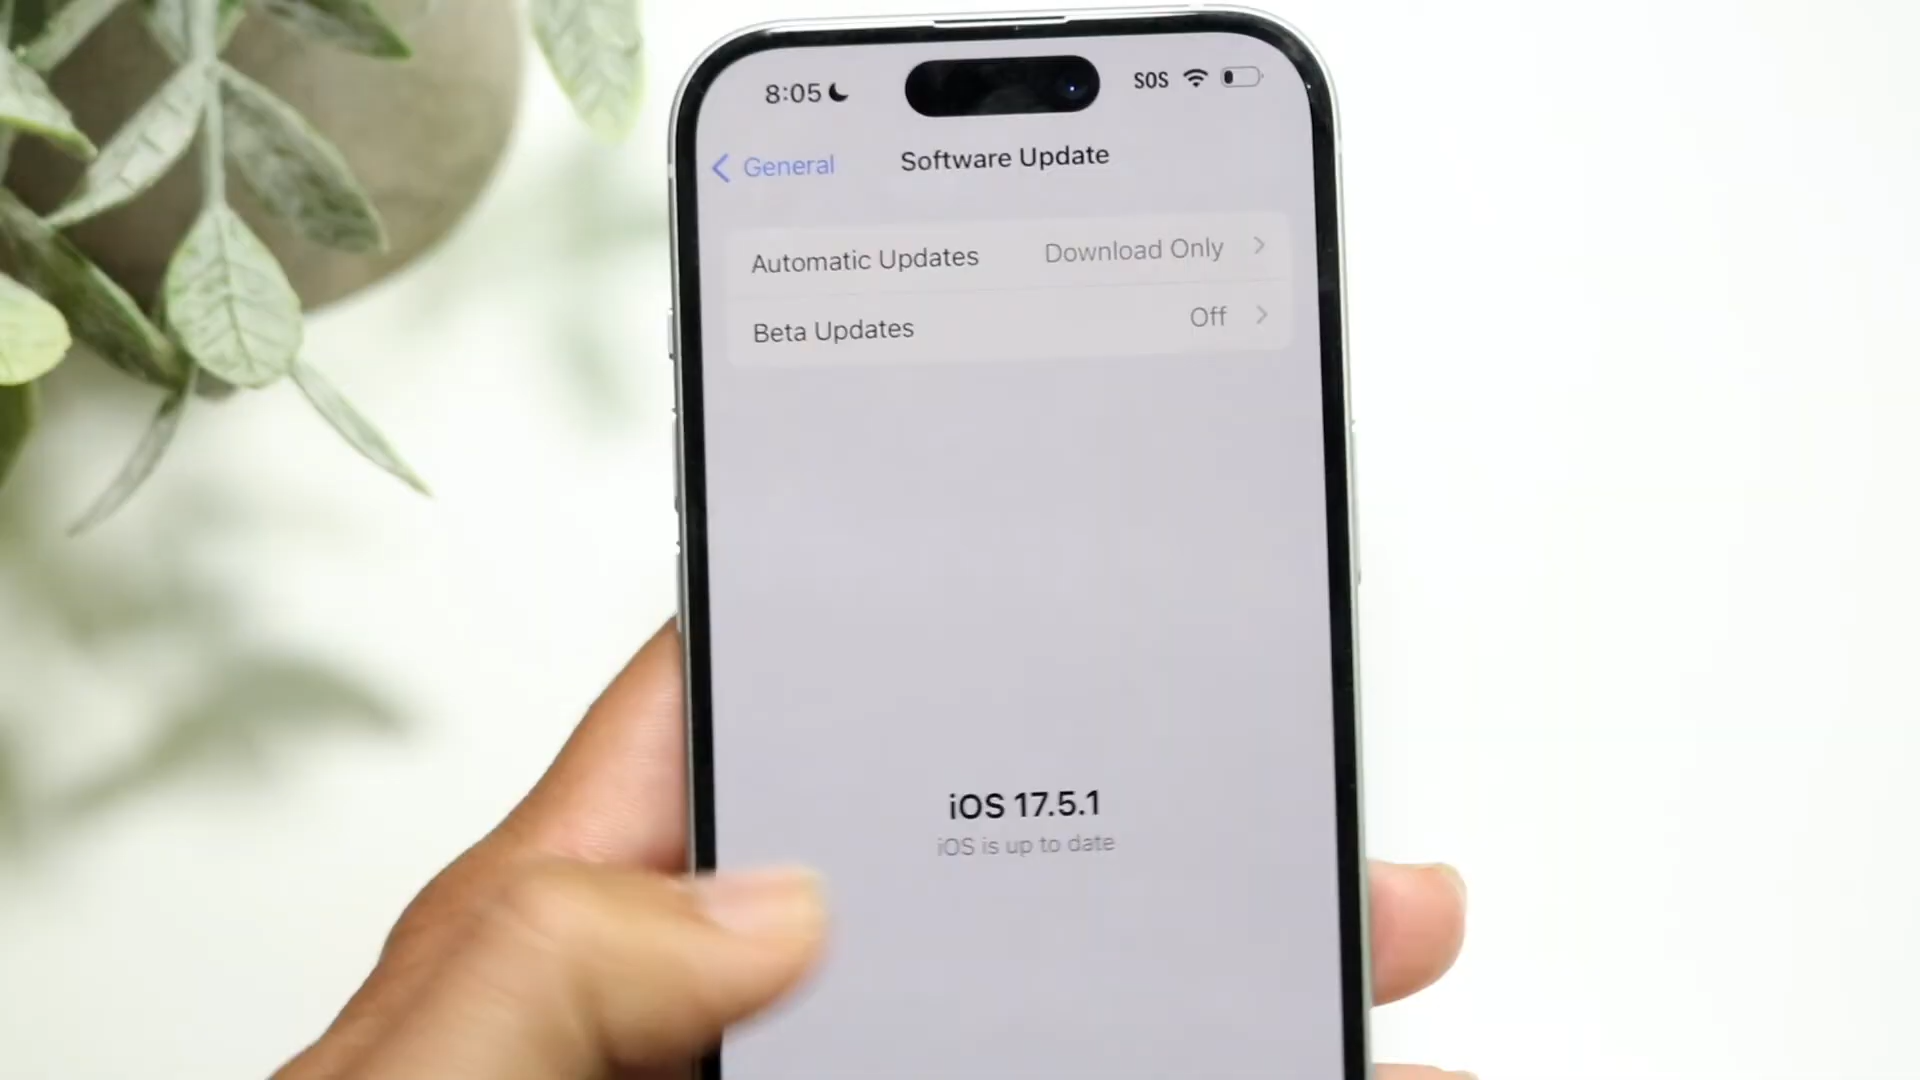 8:05
SOS
General
Software Update
Automatic Updates Download Only
Beta Updates Off
iOS 17.5.1
iOS is up to date